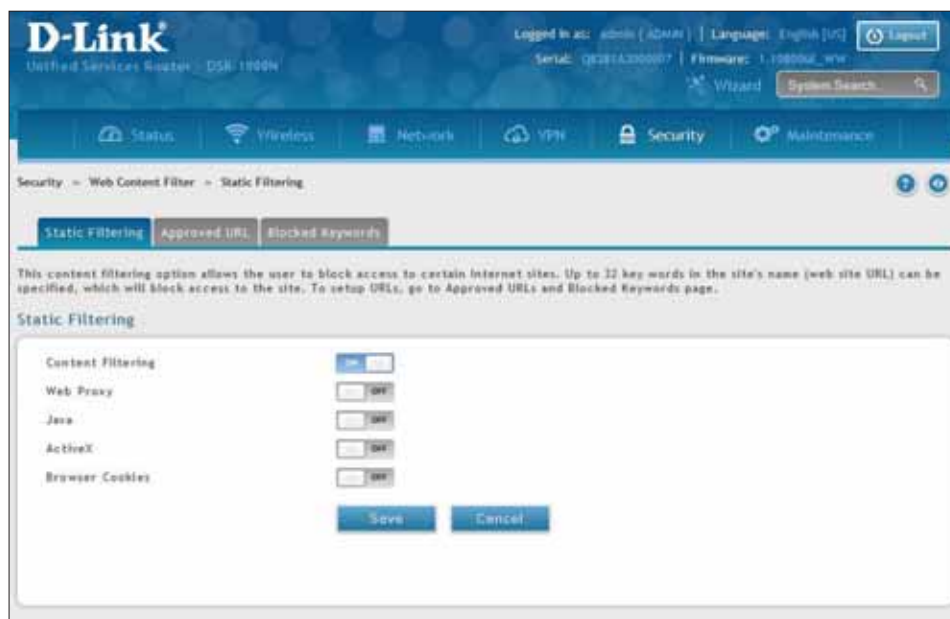 D-Link
Unified Services Router - DSR-1000N
Logged in as: admin ( ADMIN ) | Language: English [US]
Logout
Serial: | Firmware:
Wizard
System Search...
Status
Wireless
Network
VPN
Security
Maintenance
Security » Web Content Filter » Static Filtering
Static Filtering
Approved URL
Blocked Keywords
This content filtering option allows the user to block access to certain Internet sites. Up to 32 key words in the site's name (web site URL) can be
specified, which will block access to the site. To setup URLs, go to Approved URLs and Blocked Keywords page.
Static Filtering
Content Filtering
ON
Web Proxy
OFF
Java
OFF
ActiveX
OFF
Browser Cookies
OFF
Save
Cancel